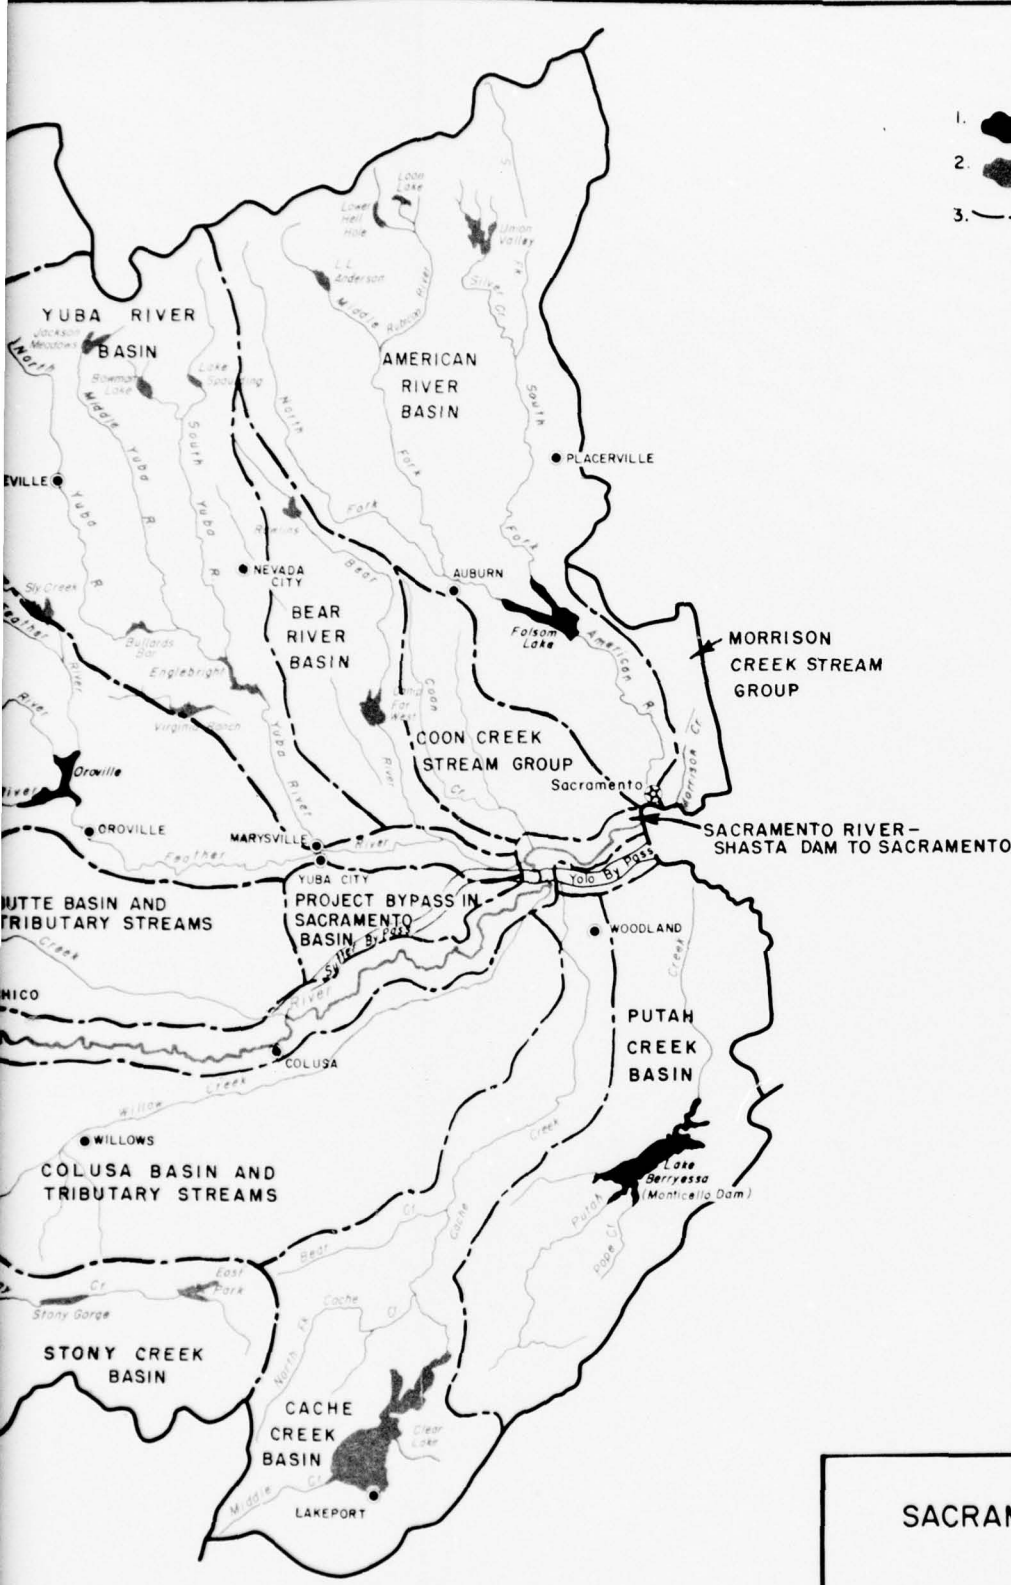 1.
2.
3.
S
Loon
Lake
Lower
Hell
Hole
Union
Valley
Fk
L.L.
Anderson
Silver Cr.
Middle
Rubicon River
YUBA RIVER
BASIN
Jackson
Meadows
North
Bowman
Lake
Lake
Spaulding
AMERICAN
RIVER
BASIN
Middle Yuba R
South Yuba R
North
South
PLACERVILLE
EVILLE
Yuba R
Fork
Rollins
Fork
Fork
Bear
NEVADA
CITY
AUBURN
Sly Creek
Feather
River
BEAR
RIVER
BASIN
Folsom
Lake
American R
MORRISON
CREEK STREAM
GROUP
Bullards
Bar
Englebright
River
Virginia Ranch
Yuba River
Camp
Far
West
Coon
COON CREEK
STREAM GROUP
Cr
River
Morrison Cr.
Oroville
River
Sacramento
OROVILLE
MARYSVILLE
River
Feather
SACRAMENTO RIVER-
SHASTA DAM TO SACRAMENTO
YUBA CITY
Yolo By Pass
BUTTE BASIN AND
TRIBUTARY STREAMS
PROJECT BYPASS IN
SACRAMENTO
BASIN
Sutter By Pass
WOODLAND
Creek
Creek
HICO
River
PUTAH
CREEK
BASIN
COLUSA
Willow Creek
Creek
WILLOWS
COLUSA BASIN AND
TRIBUTARY STREAMS
Lake
Berryessa
(Monticello Dam)
Putah
Pope Cr
Cache
Bear Cr
East
Park
Cr.
Stony Gorge
STONY CREEK
BASIN
North Fk
Cache Cr
CACHE
CREEK
BASIN
Clear
Lake
Middle Cr
LAKEPORT
SACRAM